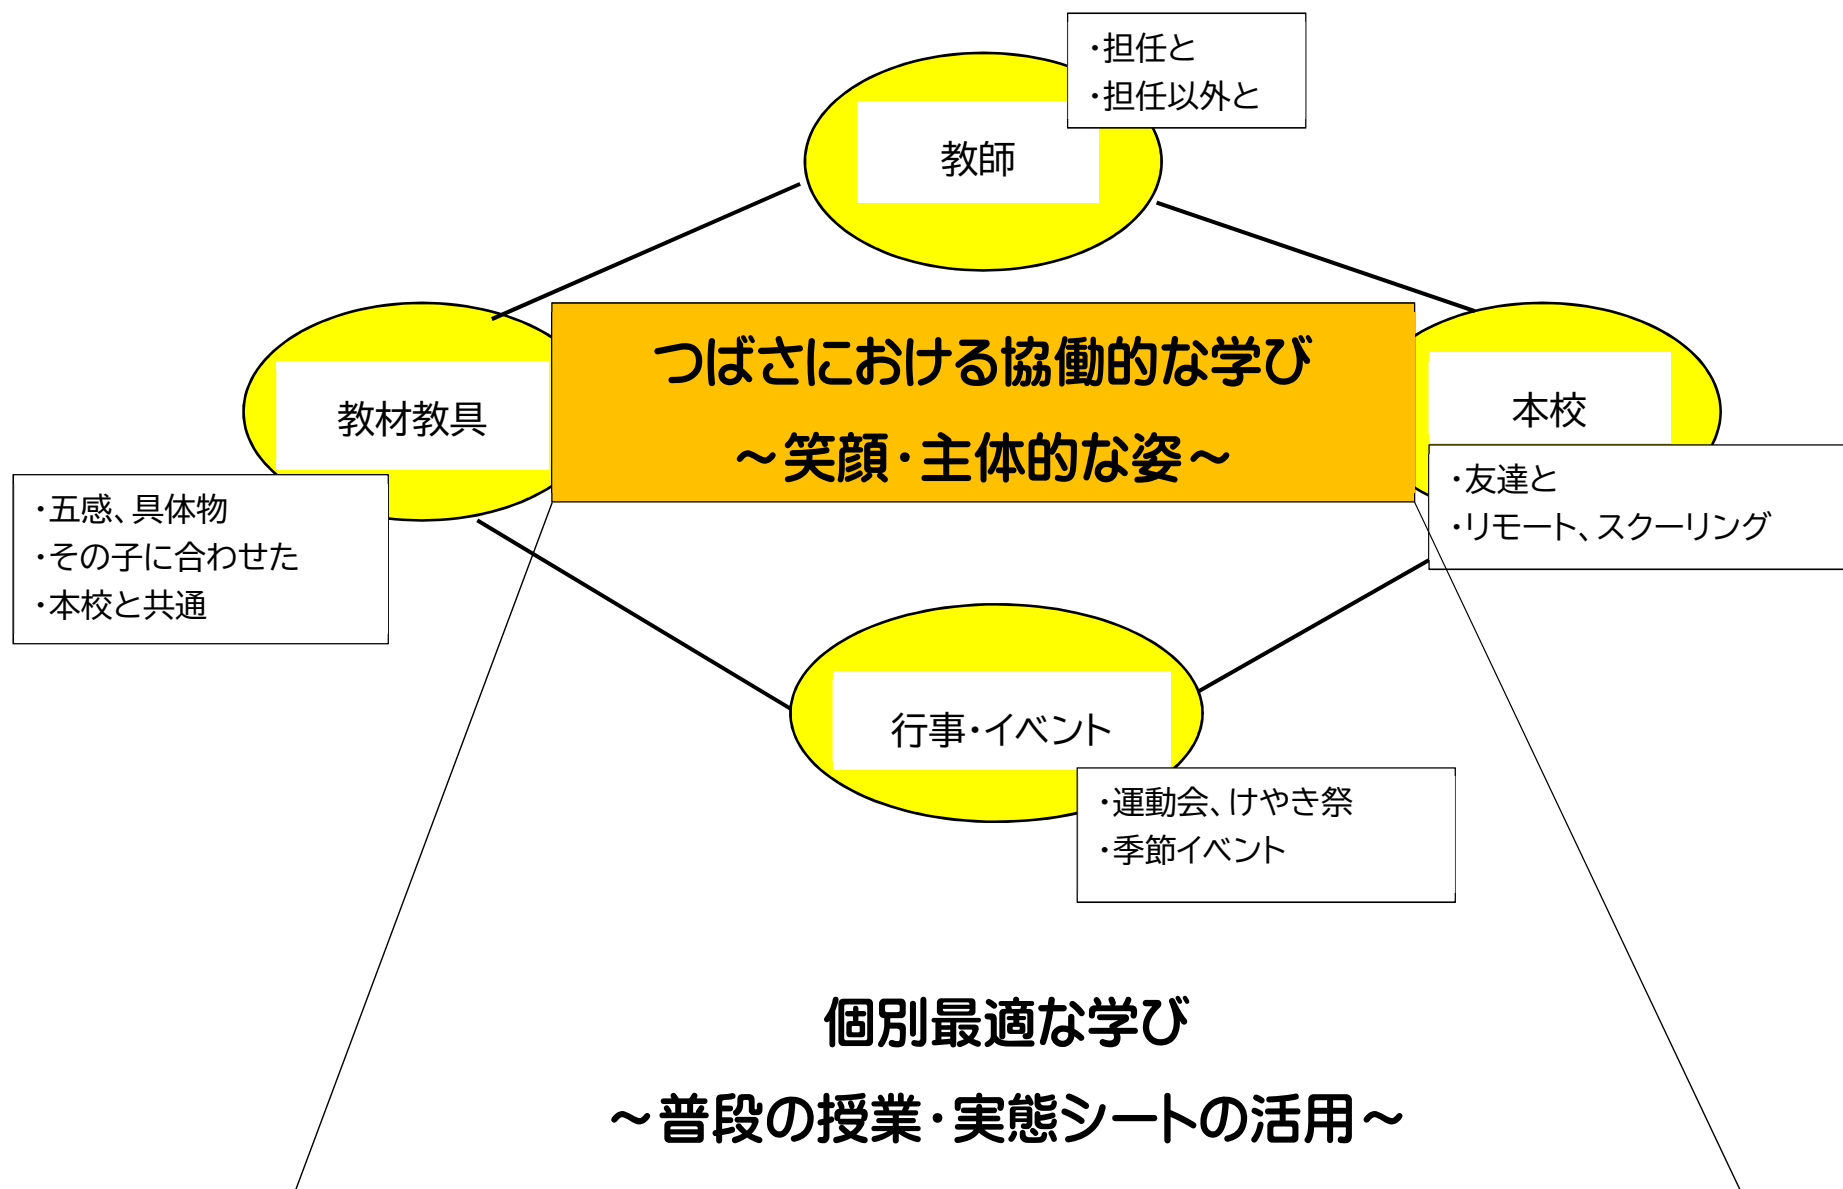 ・担任と
・担任以外と
教師
つばさにおける協働的な学び
～笑顔・主体的な姿～
教材教具
本校
・五感、具体物
・その子に合わせた
・本校と共通
・友達と
・リモート、スクーリング
行事・イベント
・運動会、けやき祭
・季節イベント
個別最適な学び
～普段の授業・実態シートの活用～